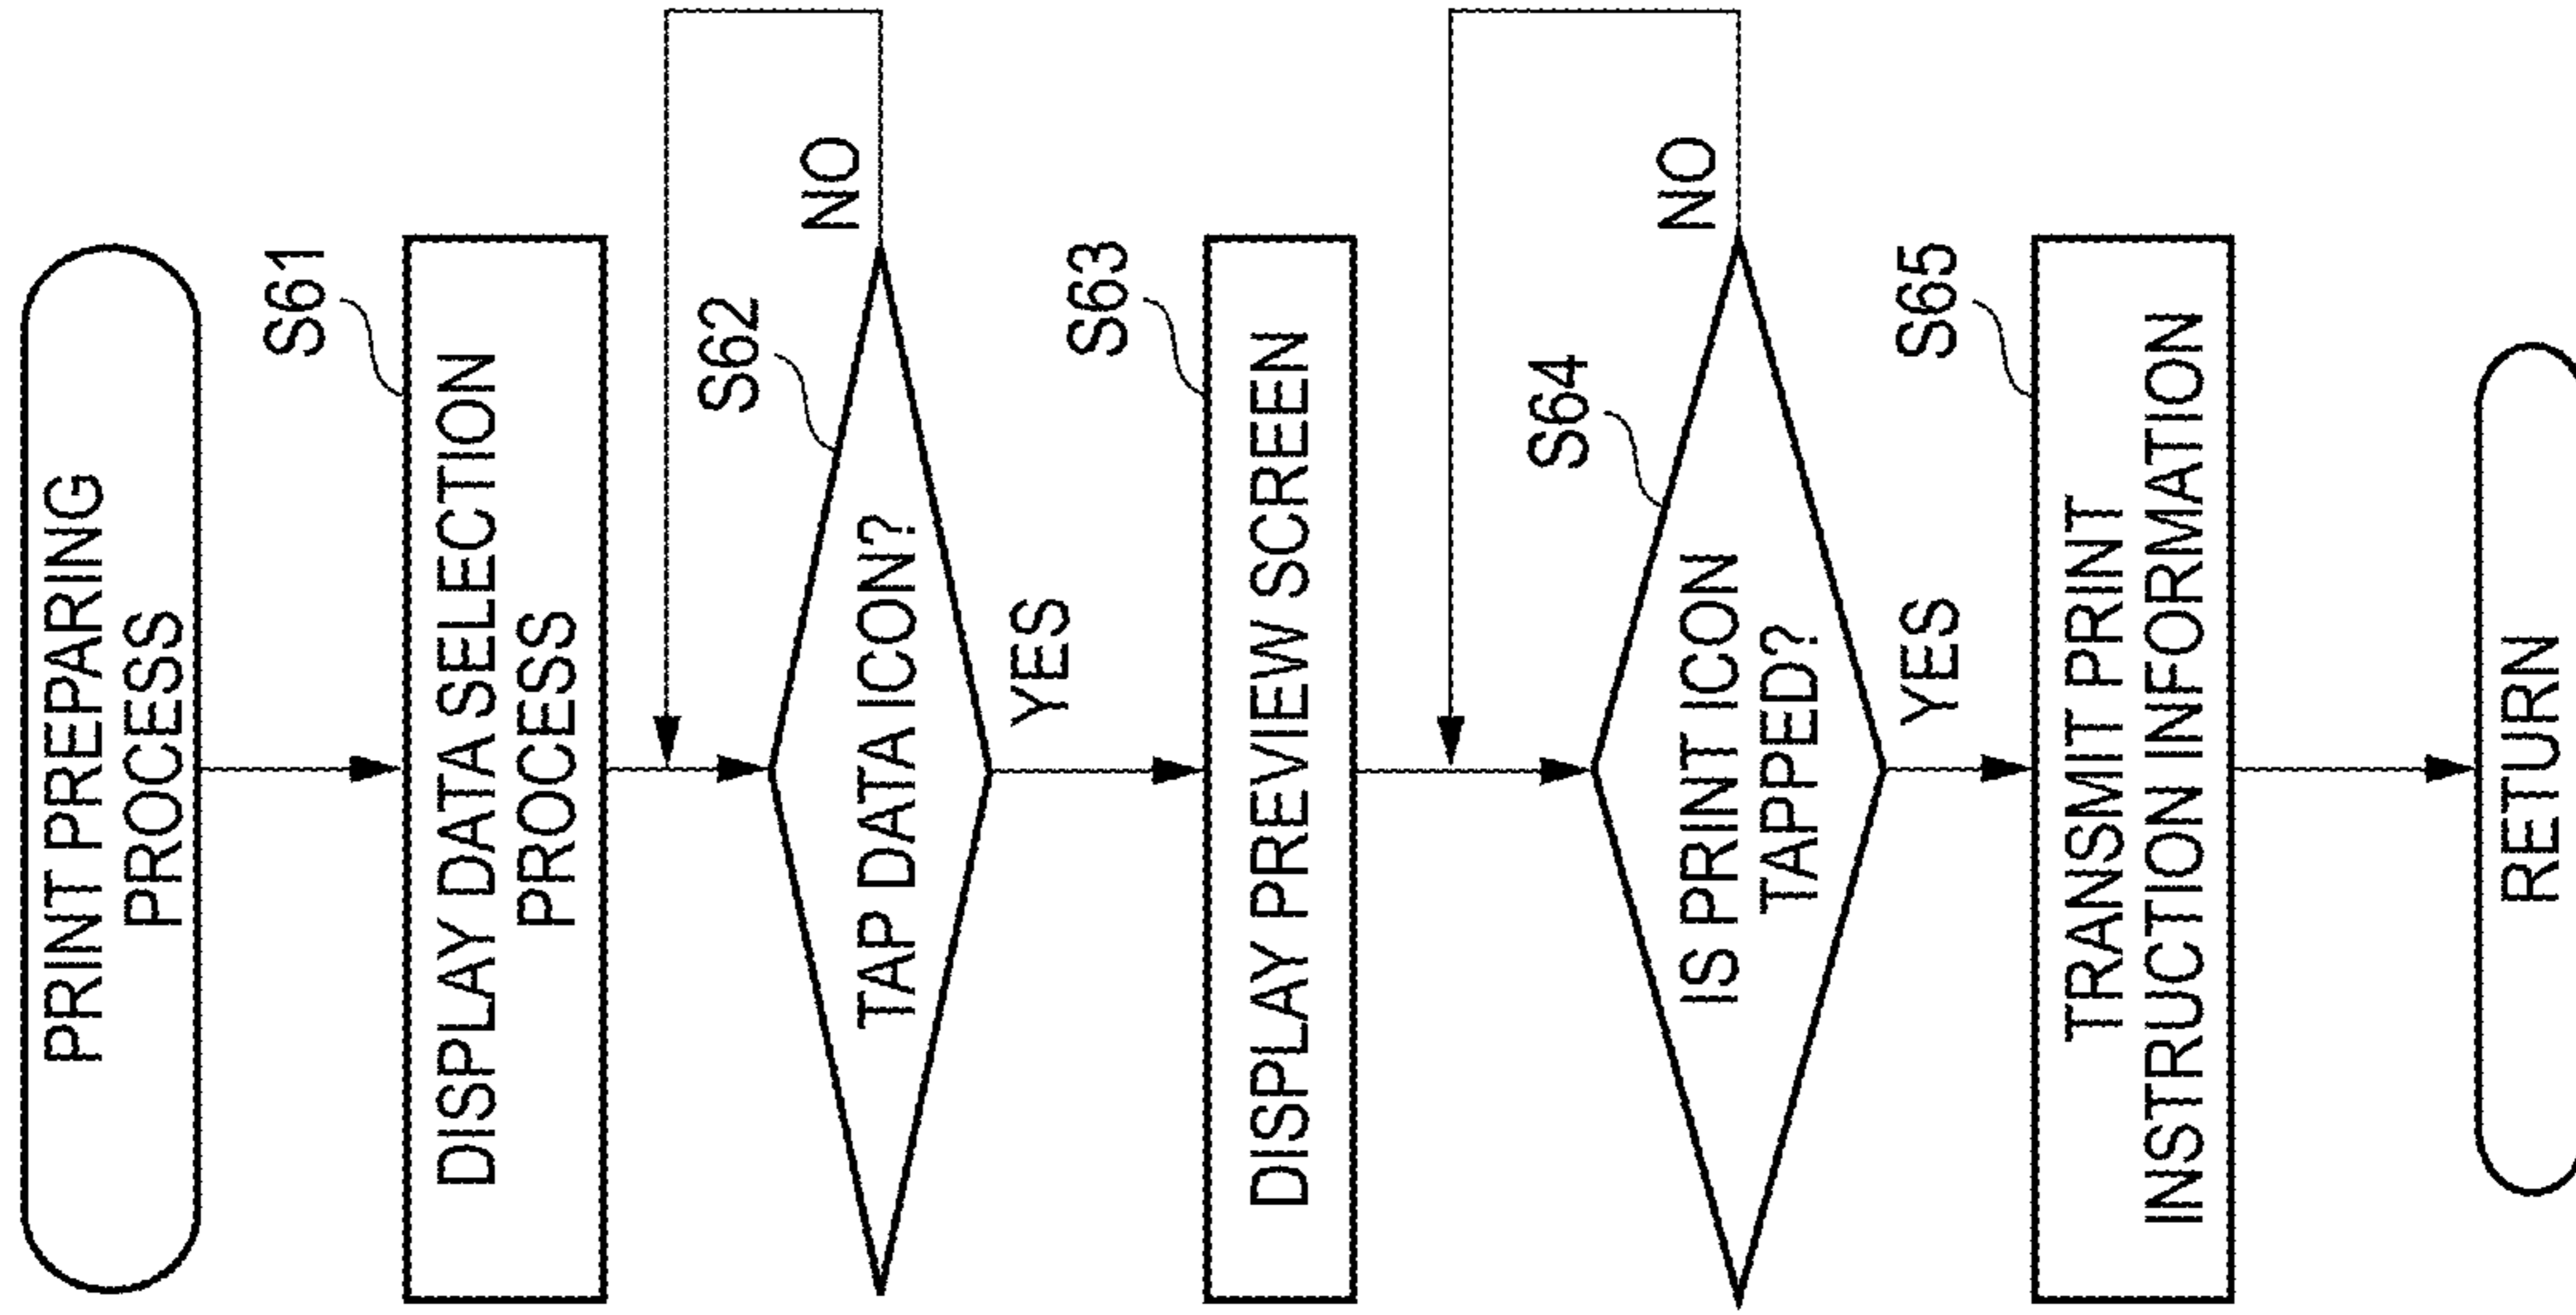 PRINT PREPARING
PROCESS
S61
DISPLAY DATA SELECTION
PROCESS
S62
TAP DATA ICON?
NO
YES
S63
DISPLAY PREVIEW SCREEN
S64
IS PRINT ICON
TAPPED?
NO
YES
S65
TRANSMIT PRINT
INSTRUCTION INFORMATION
RETURN